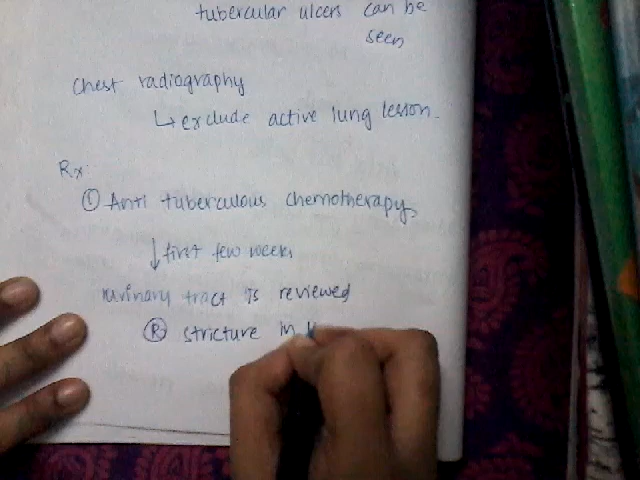 tubercular ulcers can be
seen
Chest radiography
↳ exclude active lung lesson.
Rx.
① Anti tuberculous chemotherapy,
↓ first few weeks
urinary tract is reviewed
Ⓡ stricture in